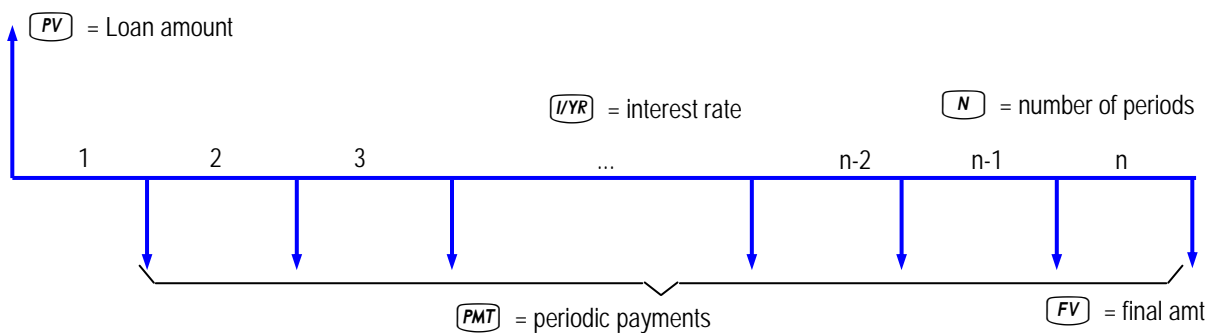 PV = Loan amount
I/YR = interest rate
N = number of periods
1 2 3 ... n-2 n-1 n
PMT = periodic payments
FV = final amt